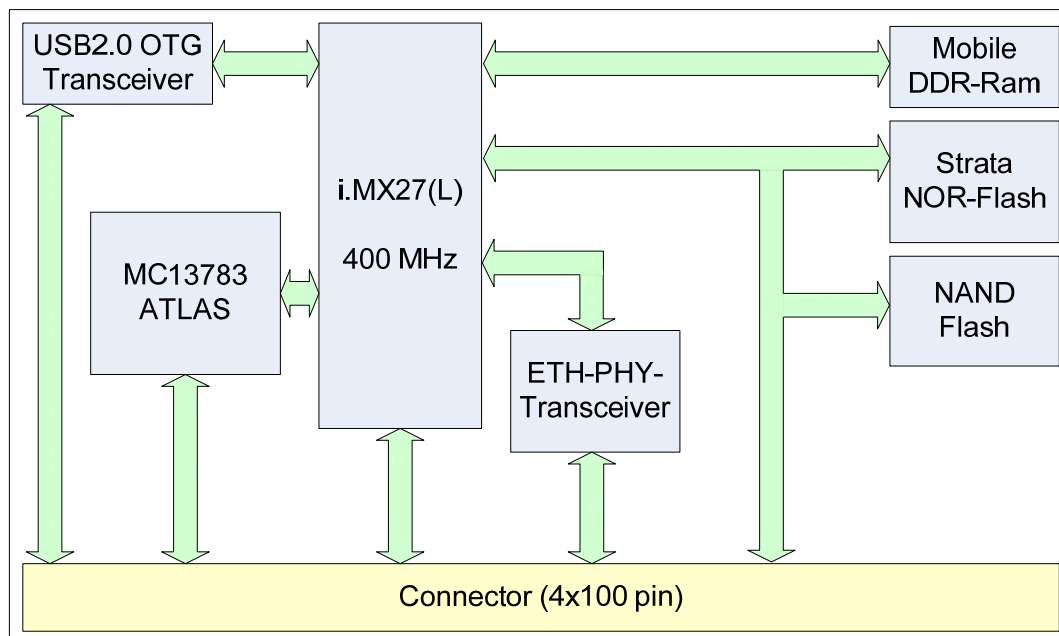 USB2.0 OTG
Transceiver
i.MX27(L)
400 MHz
Mobile
DDR-Ram
Strata
NOR-Flash
MC13783
ATLAS
NAND
Flash
ETH-PHY-
Transceiver
Connector (4x100 pin)